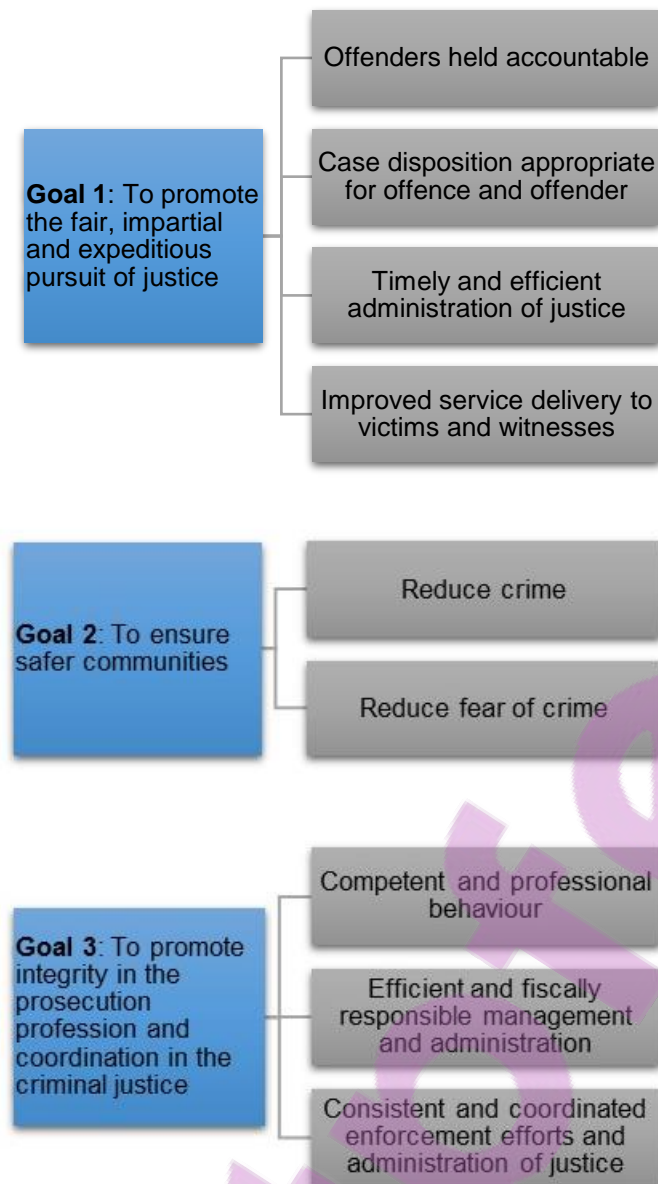 Goal 1: To promote
the fair, impartial
and expeditious
pursuit of justice
Offenders held accountable
Case disposition appropriate
for offence and offender
Timely and efficient
administration of justice
Improved service delivery to
victims and witnesses
Goal 2: To ensure
safer communities
Reduce crime
Reduce fear of crime
Goal 3: To promote
integrity in the
prosecution
profession and
coordination in the
criminal justice
Competent and professional
behaviour
Efficient and fiscally
responsible management
and administration
Consistent and coordinated
enforcement efforts and
administration of justice